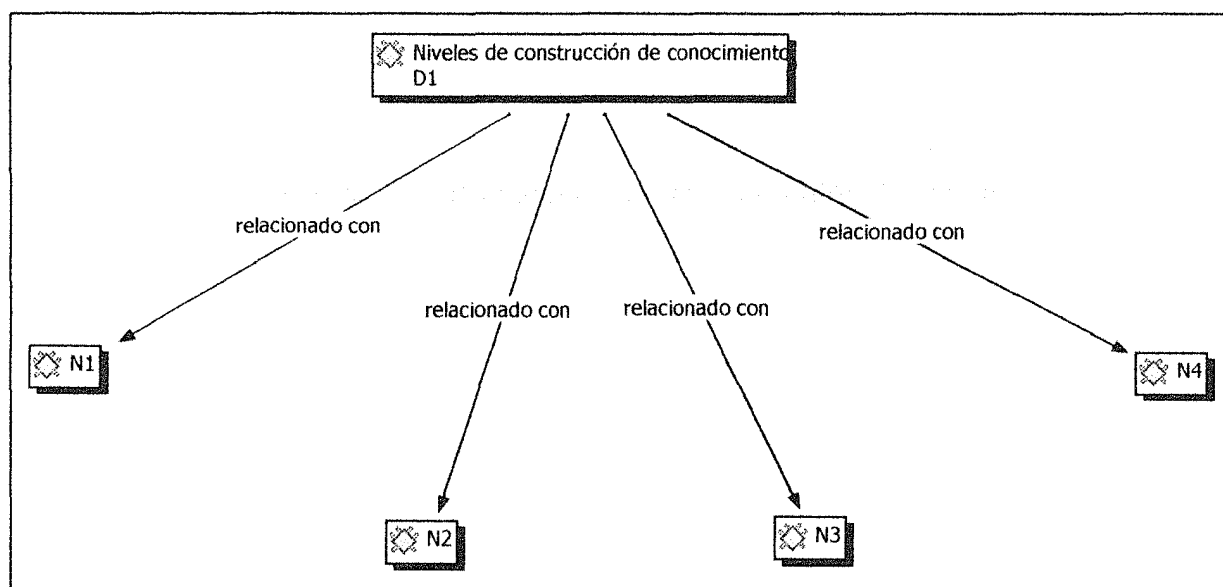 Niveles de construcción de conocimiento
D1
relacionado con
relacionado con
relacionado con
relacionado con
N1
N4
N2
N3